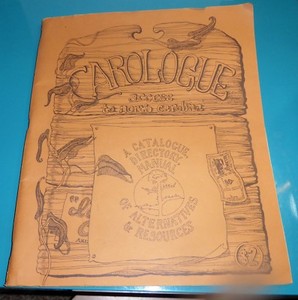 CAROLOGUE
access
to north carolina
A CATALOGUE
DIRECTORY
MANUAL
OF ALTERNATIVES
& RESOURCES